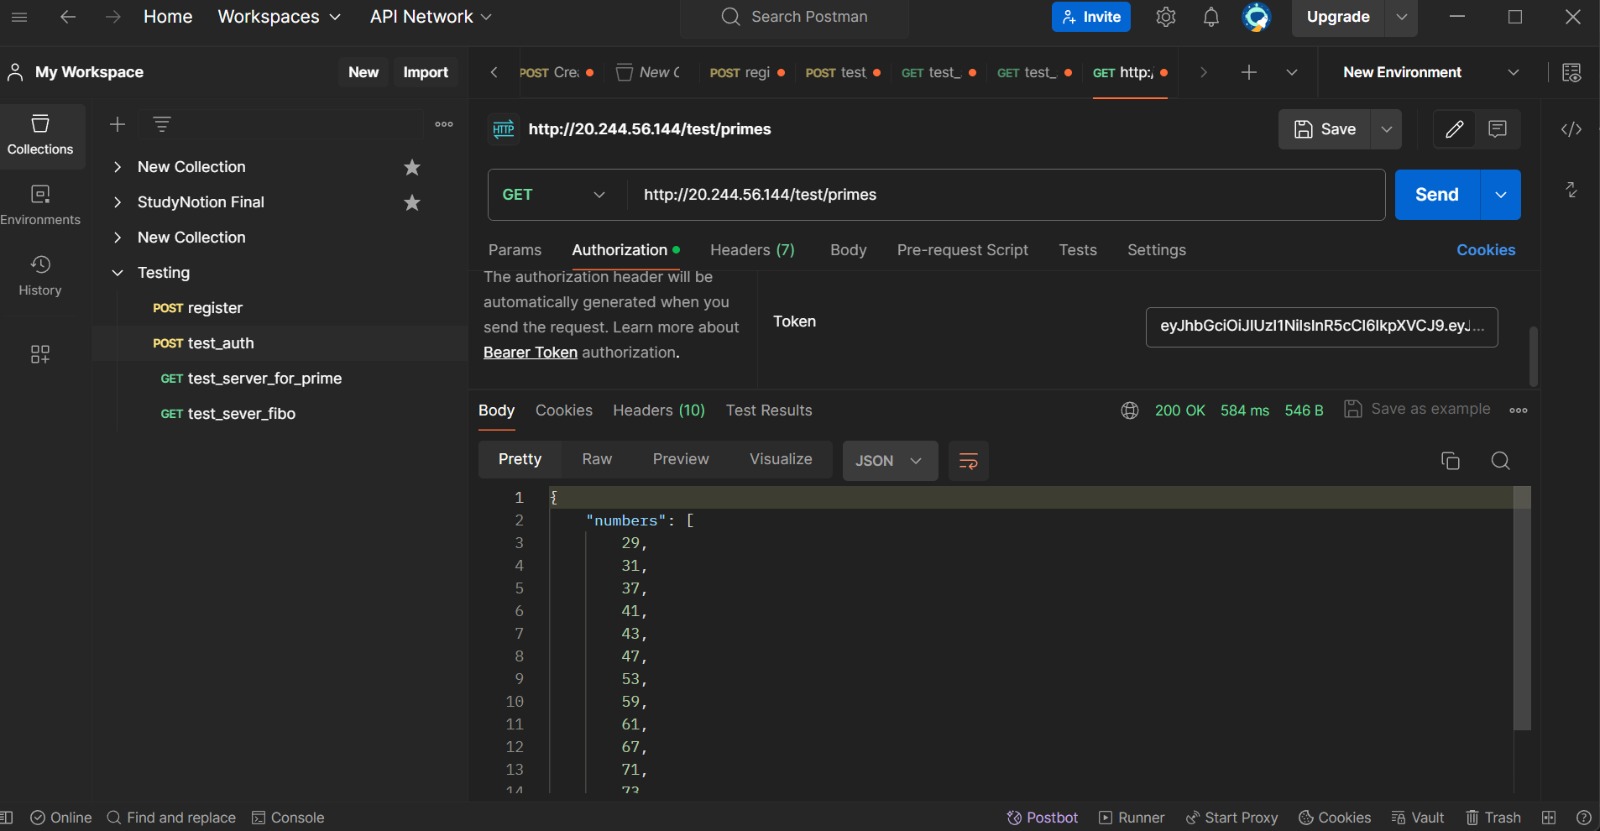 Home Workspaces API Network Search Postman Invite Upgrade
My Workspace New Import POST Cre New C POST regi POST test_ GET test_ GET test_ GET http:/ New Environment
Collections
Environments
History
New Collection
StudyNotion Final
New Collection
Testing
POST register
POST test_auth
GET test_server_for_prime
GET test_sever_fibo
HTTP http://20.244.56.144/test/primes Save
GET http://20.244.56.144/test/primes Send
Params Authorization Headers (7) Body Pre-request Script Tests Settings Cookies
The authorization header will be
automatically generated when you
send the request. Learn more about
Bearer Token authorization.
Token eyJhbGciOiJIUzI1NiIsInR5cCI6IkpXVCJ9.eyJ...
Body Cookies Headers (10) Test Results 200 OK 584 ms 546 B Save as example
Pretty Raw Preview Visualize JSON
1 {
2 "numbers": [
3 29,
4 31,
5 37,
6 41,
7 43,
8 47,
9 53,
10 59,
11 61,
12 67,
13 71,
14 73
Online Find and replace Console Postbot Runner Start Proxy Cookies Vault Trash